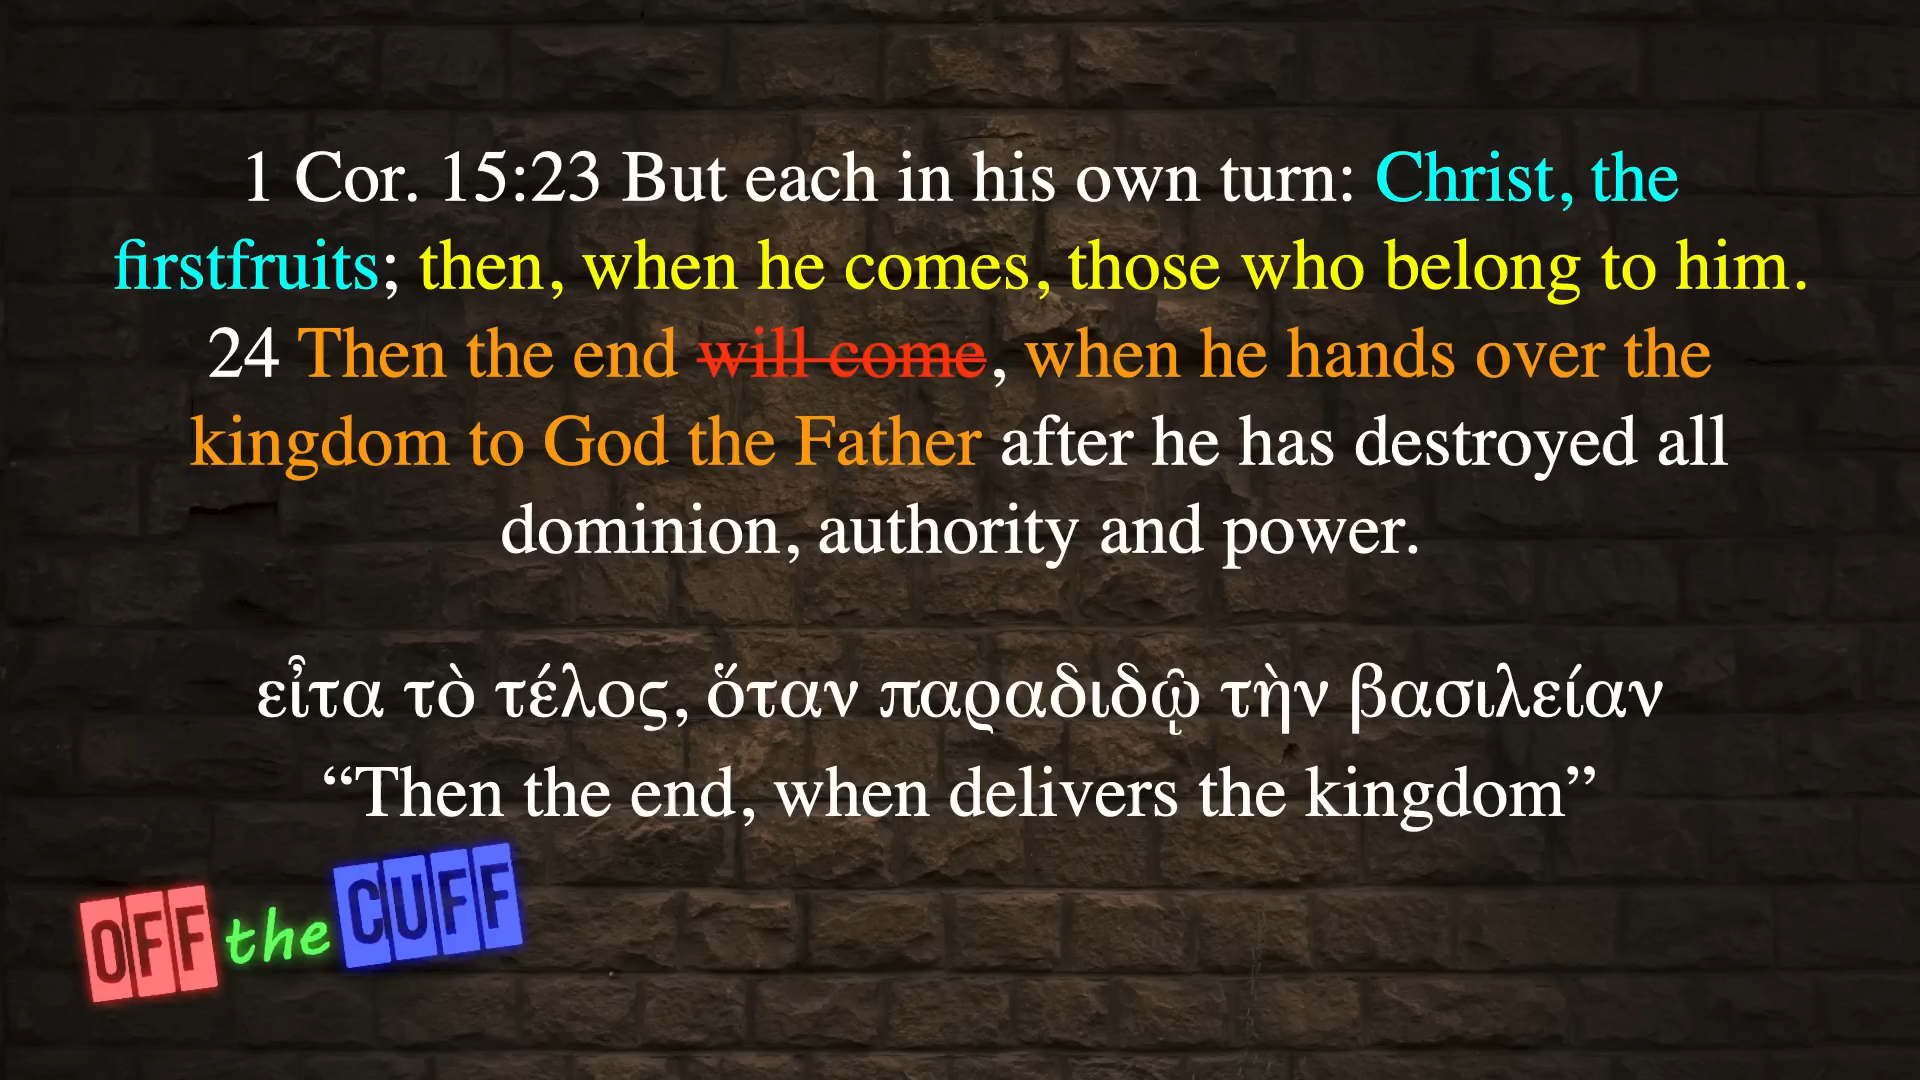 1 Cor. 15:23 But each in his own turn: Christ, the
firstfruits; then, when he comes, those who belong to him.
24 Then the end will come, when he hands over the
kingdom to God the Father after he has destroyed all
dominion, authority and power.
εἶτα τὸ τέλος, ὅταν παραδιδῷ τὴν βασιλείαν
“Then the end, when delivers the kingdom”
OFF the CUFF